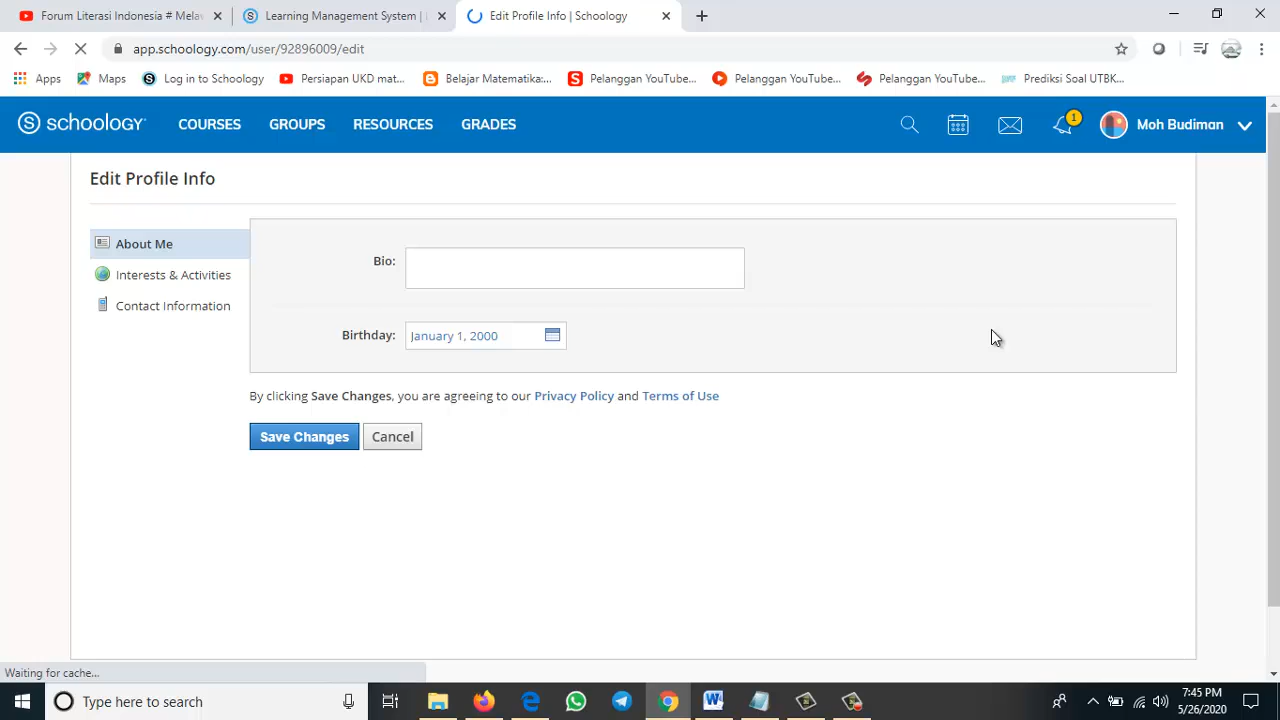 Forum Literasi Indonesia # Mela
Learning Management System |
Edit Profile Info | Schoology
app.schoology.com/user/92896009/edit
Apps
Maps
Log in to Schoology
Persiapan UKD mat...
Belajar Matematika:...
Pelanggan YouTube...
Pelanggan YouTube...
Pelanggan YouTube...
Prediksi Soal UTBK...
schoology
COURSES
GROUPS
RESOURCES
GRADES
1
Moh Budiman
Edit Profile Info
About Me
Interests & Activities
Contact Information
Bio:
Birthday:
January 1, 2000
By clicking Save Changes, you are agreeing to our Privacy Policy and Terms of Use
Save Changes
Cancel
Waiting for cache...
Type here to search
7:45 PM
5/26/2020